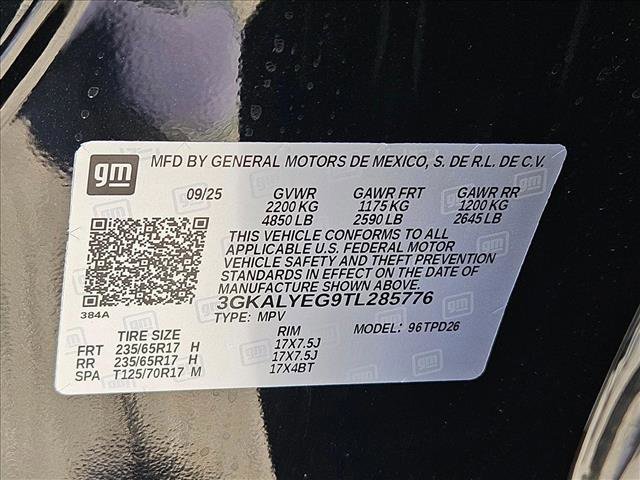 gm
MFD BY GENERAL MOTORS DE MEXICO, S. DE R.L. DE C.V.
09/25 GVWR GAWR FRT GAWR RR
2200 KG 1175 KG 1200 KG
4850 LB 2590 LB 2645 LB
THIS VEHICLE CONFORMS TO ALL
APPLICABLE U.S. FEDERAL MOTOR
VEHICLE SAFETY AND THEFT PREVENTION
STANDARDS IN EFFECT ON THE DATE OF
MANUFACTURE SHOWN ABOVE.
3GKALYEG9TL285776
384A
TYPE: MPV MODEL: 96TPD26
TIRE SIZE RIM
FRT 235/65R17 H 17X7.5J
RR 235/65R17 H 17X7.5J
SPA T125/70R17 M 17X4BT